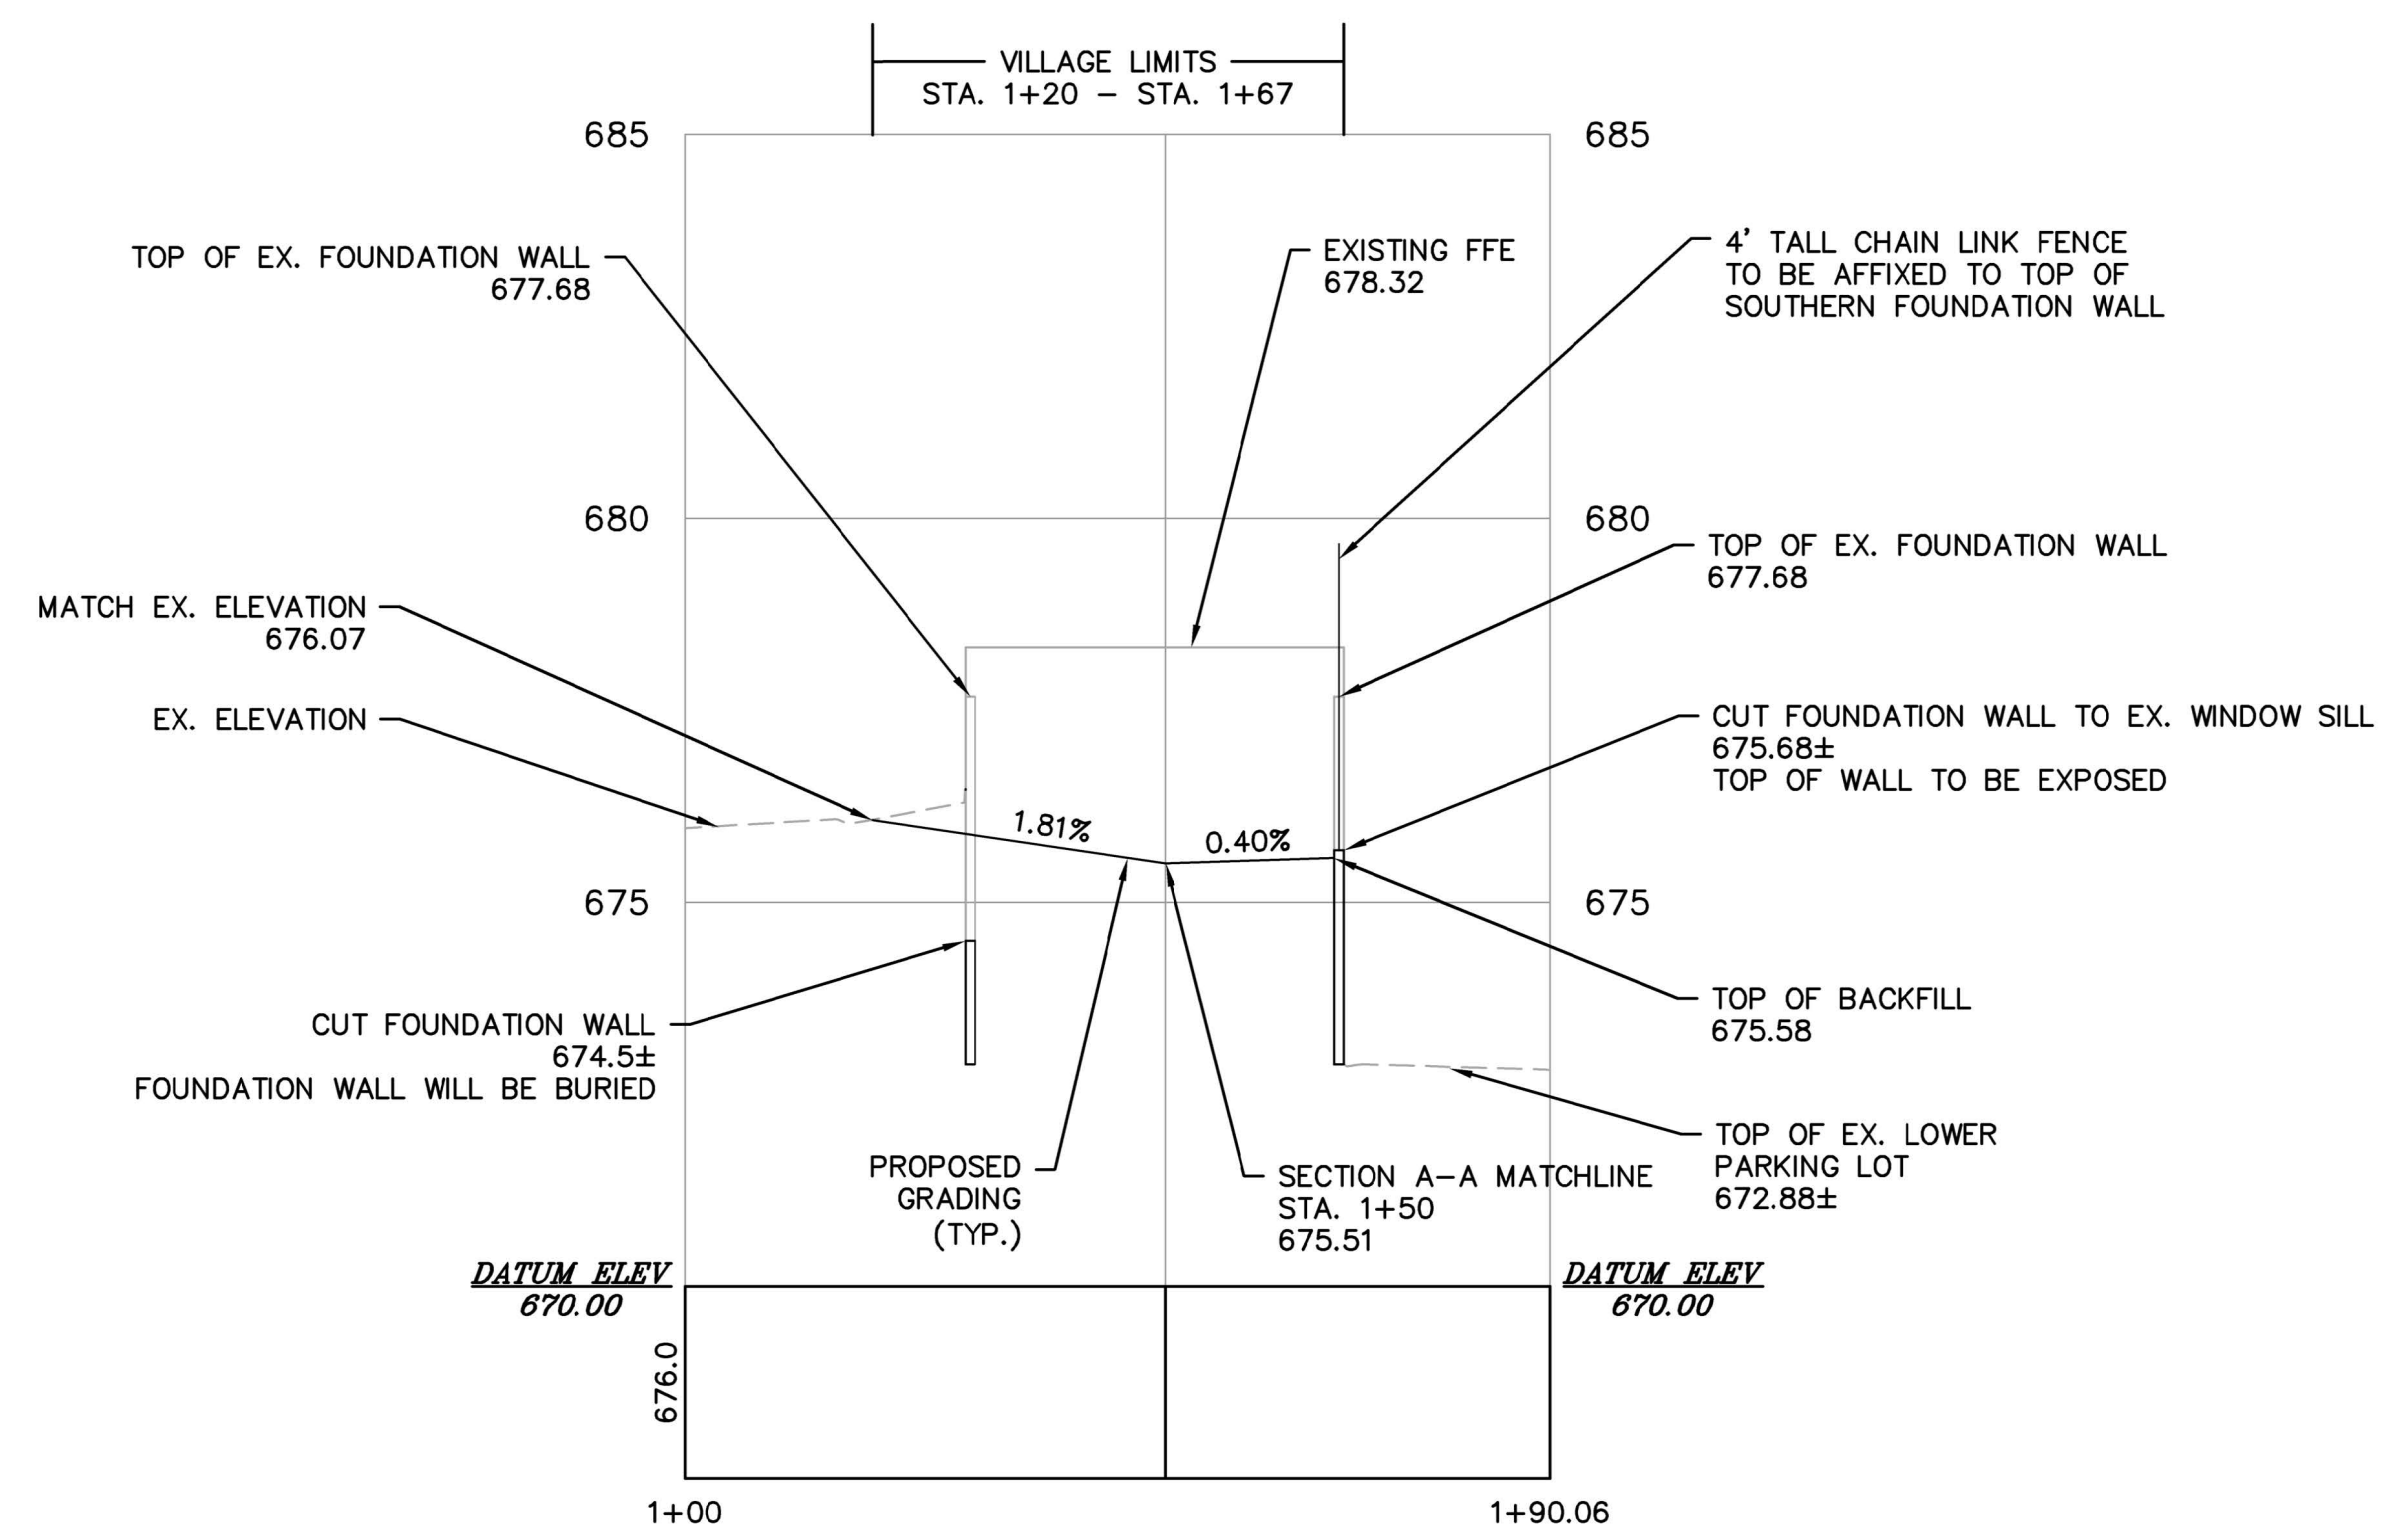 VILLAGE LIMITS
STA. 1+20 - STA. 1+67
685
685
TOP OF EX. FOUNDATION WALL
677.68
EXISTING FFE
678.32
4' TALL CHAIN LINK FENCE
TO BE AFFIXED TO TOP OF
SOUTHERN FOUNDATION WALL
680
680
TOP OF EX. FOUNDATION WALL
677.68
MATCH EX. ELEVATION
676.07
EX. ELEVATION
CUT FOUNDATION WALL TO EX. WINDOW SILL
675.68±
TOP OF WALL TO BE EXPOSED
1.81%
0.40%
675
675
TOP OF BACKFILL
675.58
CUT FOUNDATION WALL
674.5±
FOUNDATION WALL WILL BE BURIED
TOP OF EX. LOWER
PARKING LOT
672.88±
PROPOSED
GRADING
(TYP.)
SECTION A-A MATCHLINE
STA. 1+50
675.51
DATUM ELEV
670.00
DATUM ELEV
670.00
676.0
1+00
1+90.06